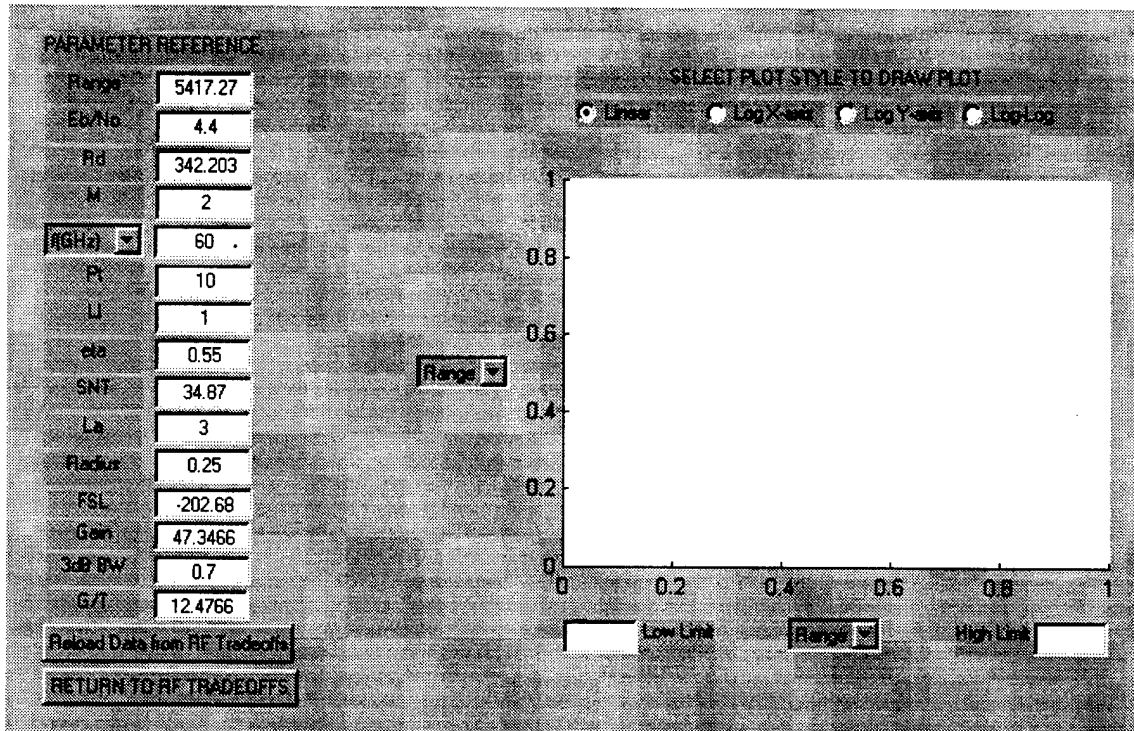 PARAMETER REFERENCE
Range 5417.27
Eb/No 4.4
Rd 342.203
M 2
f(GHz) 60
Pt 10
Ll 1
eta 0.55
SNT 34.87
La 3
Radius 0.25
FSL -202.68
Gain 47.3466
3dB BW 0.7
G/T 12.4766
Reload Data from RF Tradeoffs
RETURN TO RF TRADEOFFS
SELECT PLOT STYLE TO DRAW PLOT
Linear Log X-axis Log Y-axis Log-Log
Range
1
0.8
0.6
0.4
0.2
0
0 0.2 0.4 0.6 0.8 1
Low Limit Range High Limit